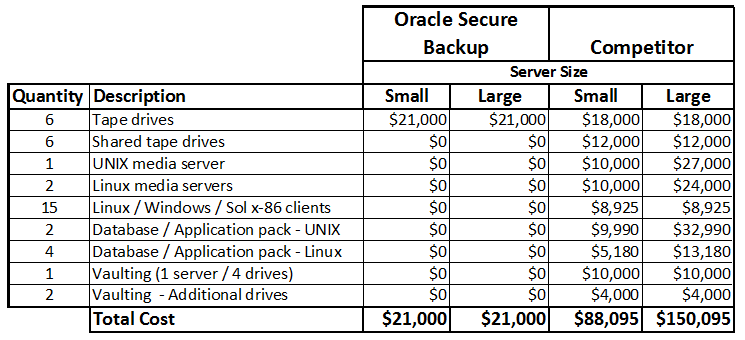 Oracle Secure
Backup Competitor
Server Size
Quantity Description Small Large Small Large
6 Tape drives $21,000 $21,000 $18,000 $18,000
6 Shared tape drives $0 $0 $12,000 $12,000
1 UNIX media server $0 $0 $10,000 $27,000
2 Linux media servers $0 $0 $10,000 $24,000
15 Linux / Windows / Sol x-86 clients $0 $0 $8,925 $8,925
2 Database / Application pack - UNIX $0 $0 $9,990 $32,990
4 Database / Application pack - Linux $0 $0 $5,180 $13,180
1 Vaulting (1 server / 4 drives) $0 $0 $10,000 $10,000
2 Vaulting - Additional drives $0 $0 $4,000 $4,000
Total Cost $21,000 $21,000 $88,095 $150,095